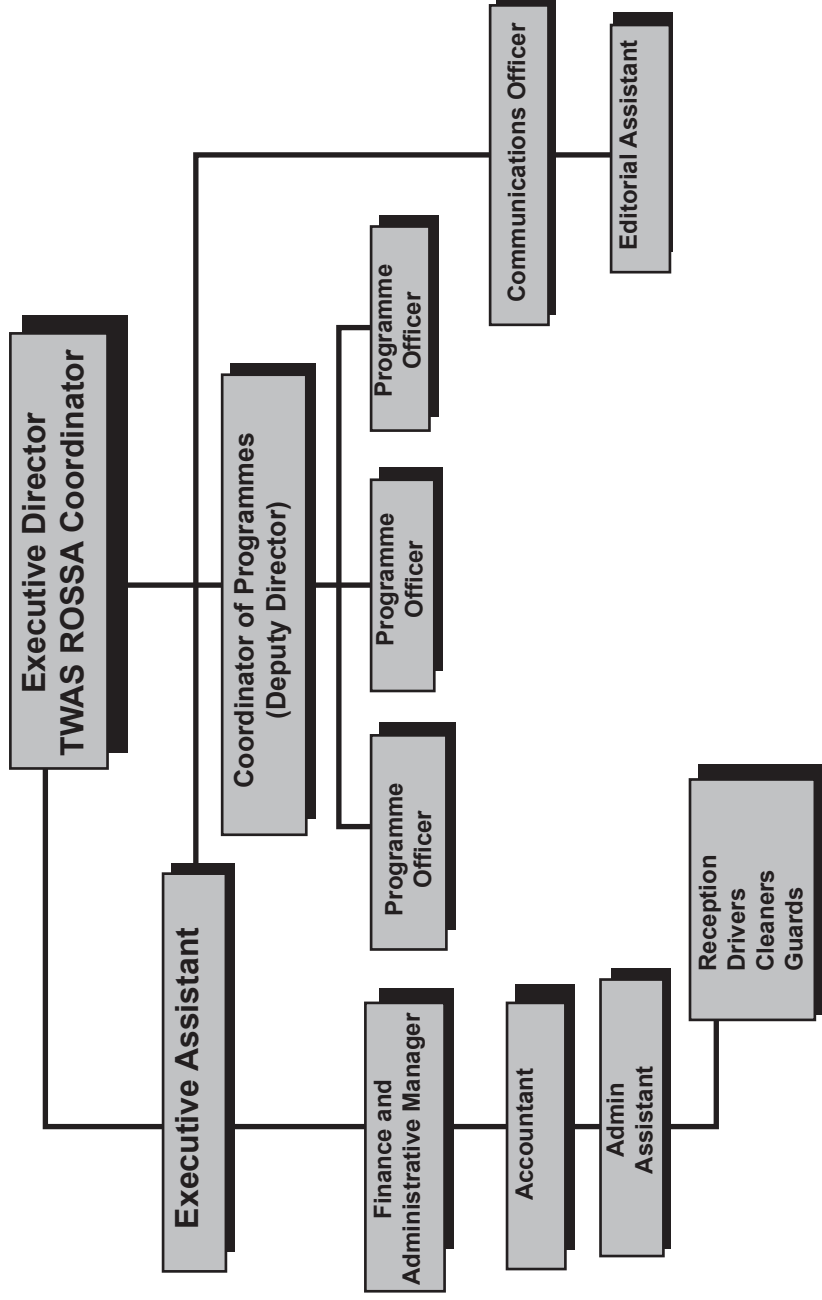 Executive Director
TWAS ROSSA Coordinator
Executive Assistant
Coordinator of Programmes
(Deputy Director)
Finance and
Administrative Manager
Programme
Officer
Programme
Officer
Programme
Officer
Communications Officer
Accountant
Editorial Assistant
Admin
Assistant
Reception
Drivers
Cleaners
Guards